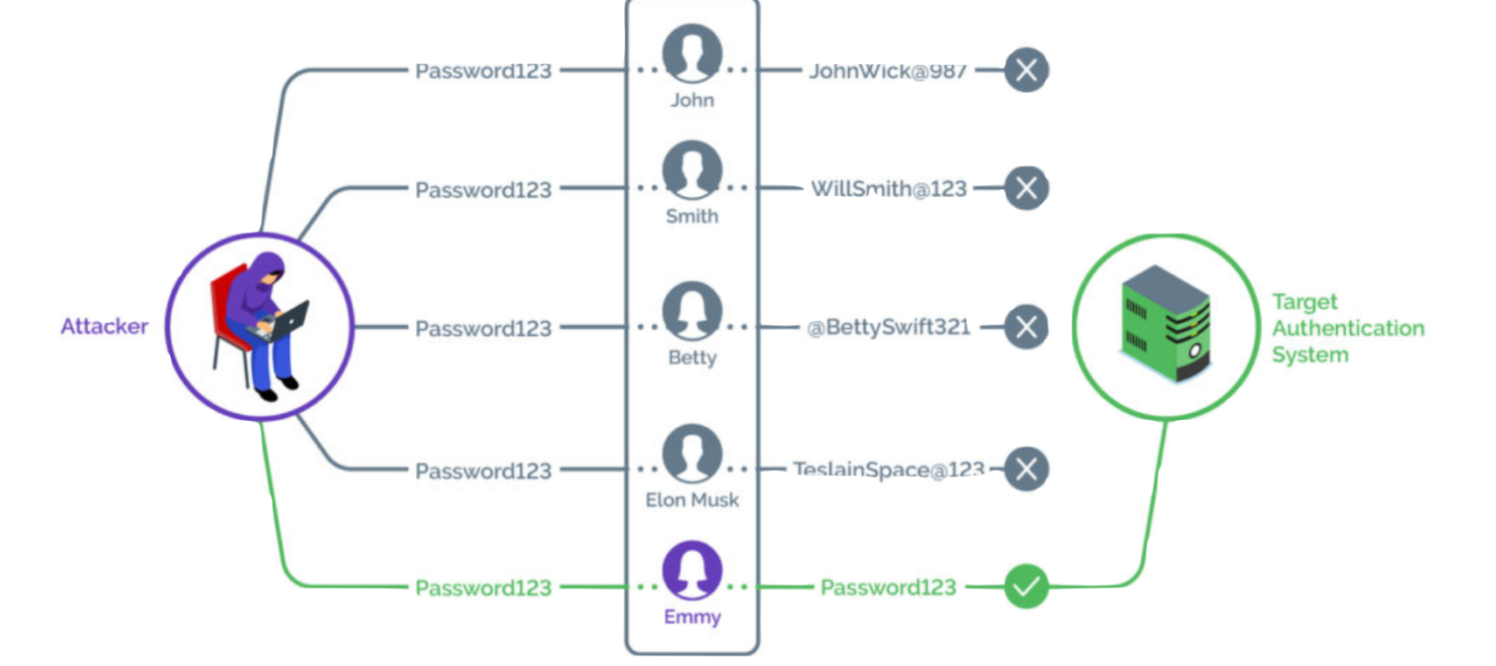 Password123
John
JohnWick@987
Password123
Smith
WillSmith@123
Attacker
Password123
Betty
@BettySwift321
Target
Authentication
System
Password123
Elon Musk
TeslainSpace@123
Password123
Emmy
Password123